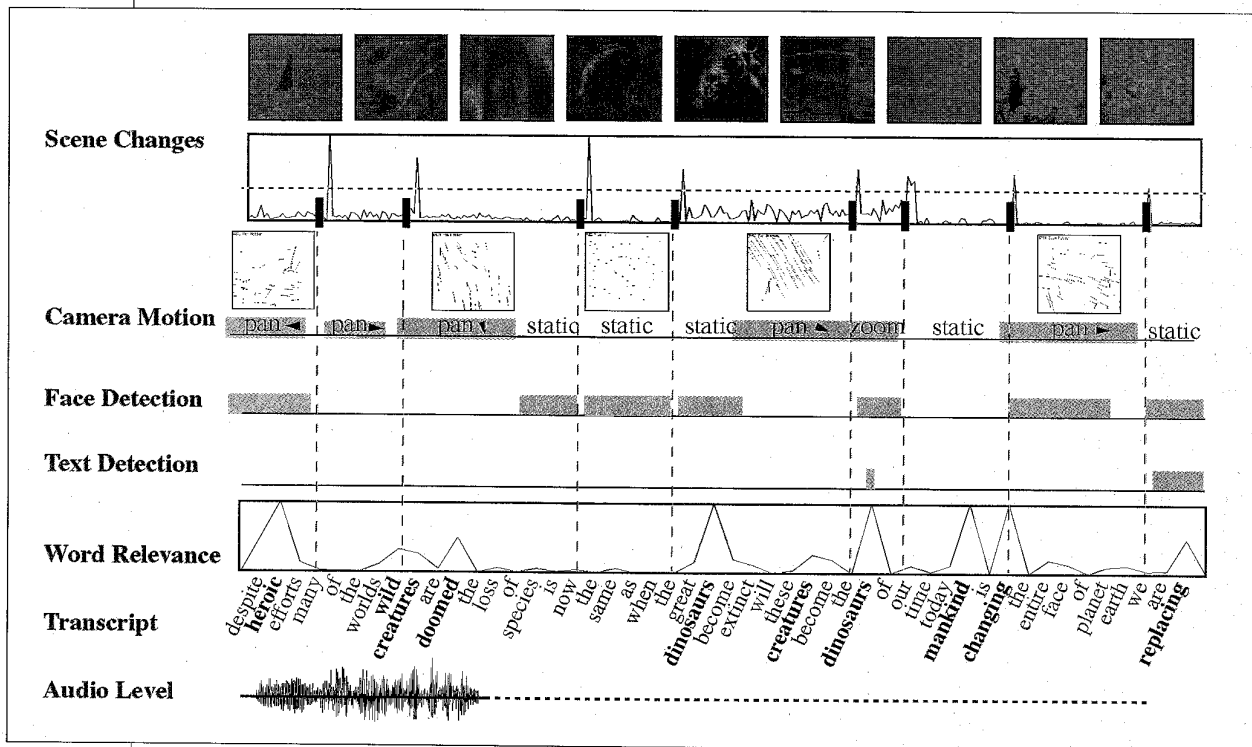 Scene Changes
Camera Motion
pan pan pan static static static pan zoom static pan static
Face Detection
Text Detection
Word Relevance
Transcript
despite heroic efforts many of the worlds wild creatures are doomed the loss of species is now the same as when the great dinosaurs become extinct will these creatures become the dinosaurs of our time today mankind is changing the entire face of planet earth we are replacing
Audio Level